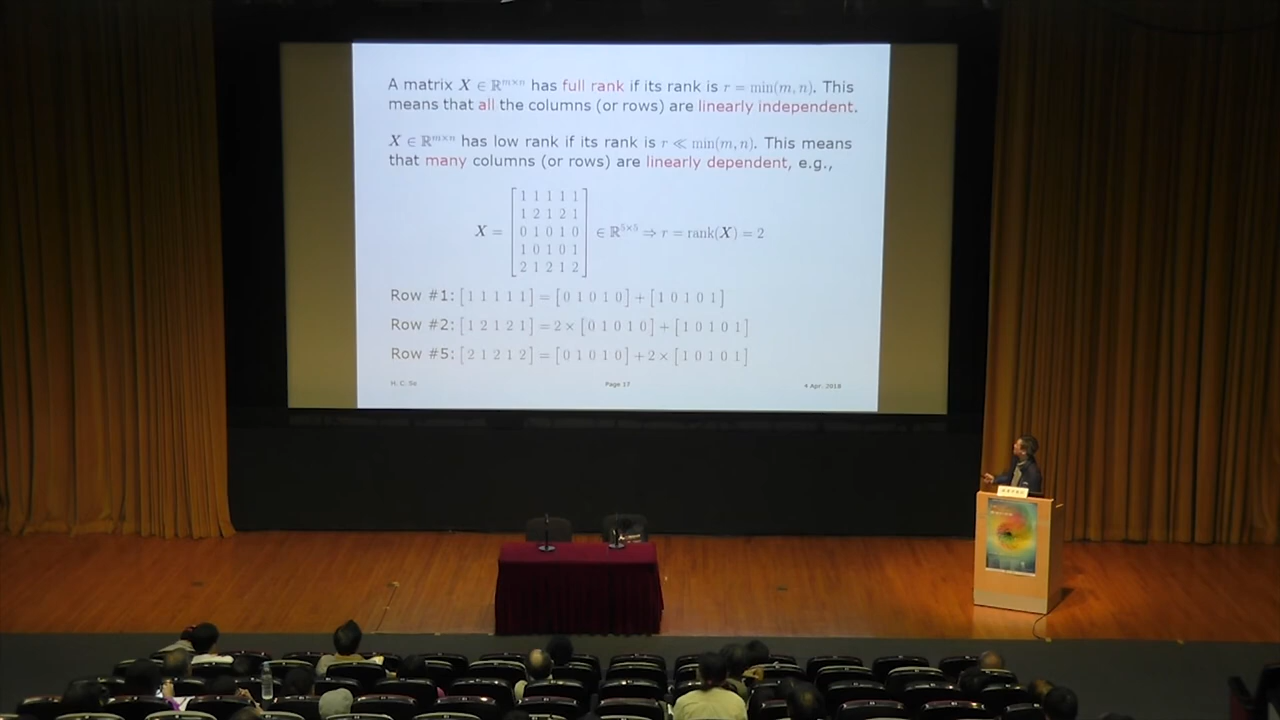 A matrix X ∈ ℝ^{m×n} has full rank if its rank is r = min(m, n). This
means that all the columns (or rows) are linearly independent.
X ∈ ℝ^{m×n} has low rank if its rank is r ≪ min(m, n). This means
that many columns (or rows) are linearly dependent, e.g.,
1 1 1 1 1
1 2 1 2 1
X = [0 1 0 1 0] ∈ ℝ^{5×5} ⇒ r = rank(X) = 2
1 0 1 0 1
2 1 2 1 2
Row #1: [1 1 1 1 1] = [0 1 0 1 0] + [1 0 1 0 1]
Row #2: [1 2 1 2 1] = 2 × [0 1 0 1 0] + [1 0 1 0 1]
Row #5: [2 1 2 1 2] = [0 1 0 1 0] + 2 × [1 0 1 0 1]
H. C. So Page 17 4 Apr. 2018